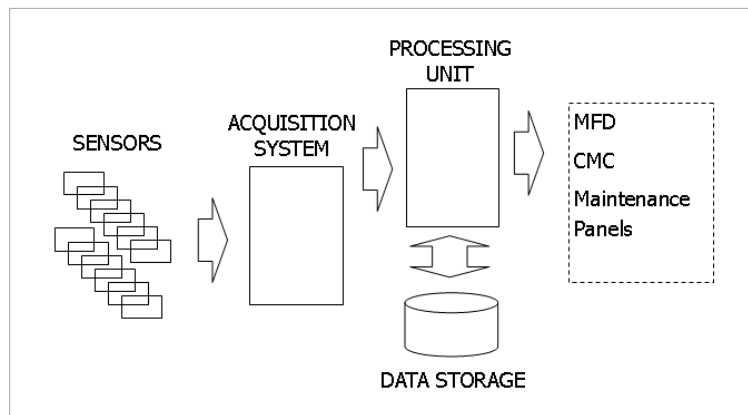 SENSORS
ACQUISITION
SYSTEM
PROCESSING
UNIT
DATA STORAGE
MFD
CMC
Maintenance
Panels